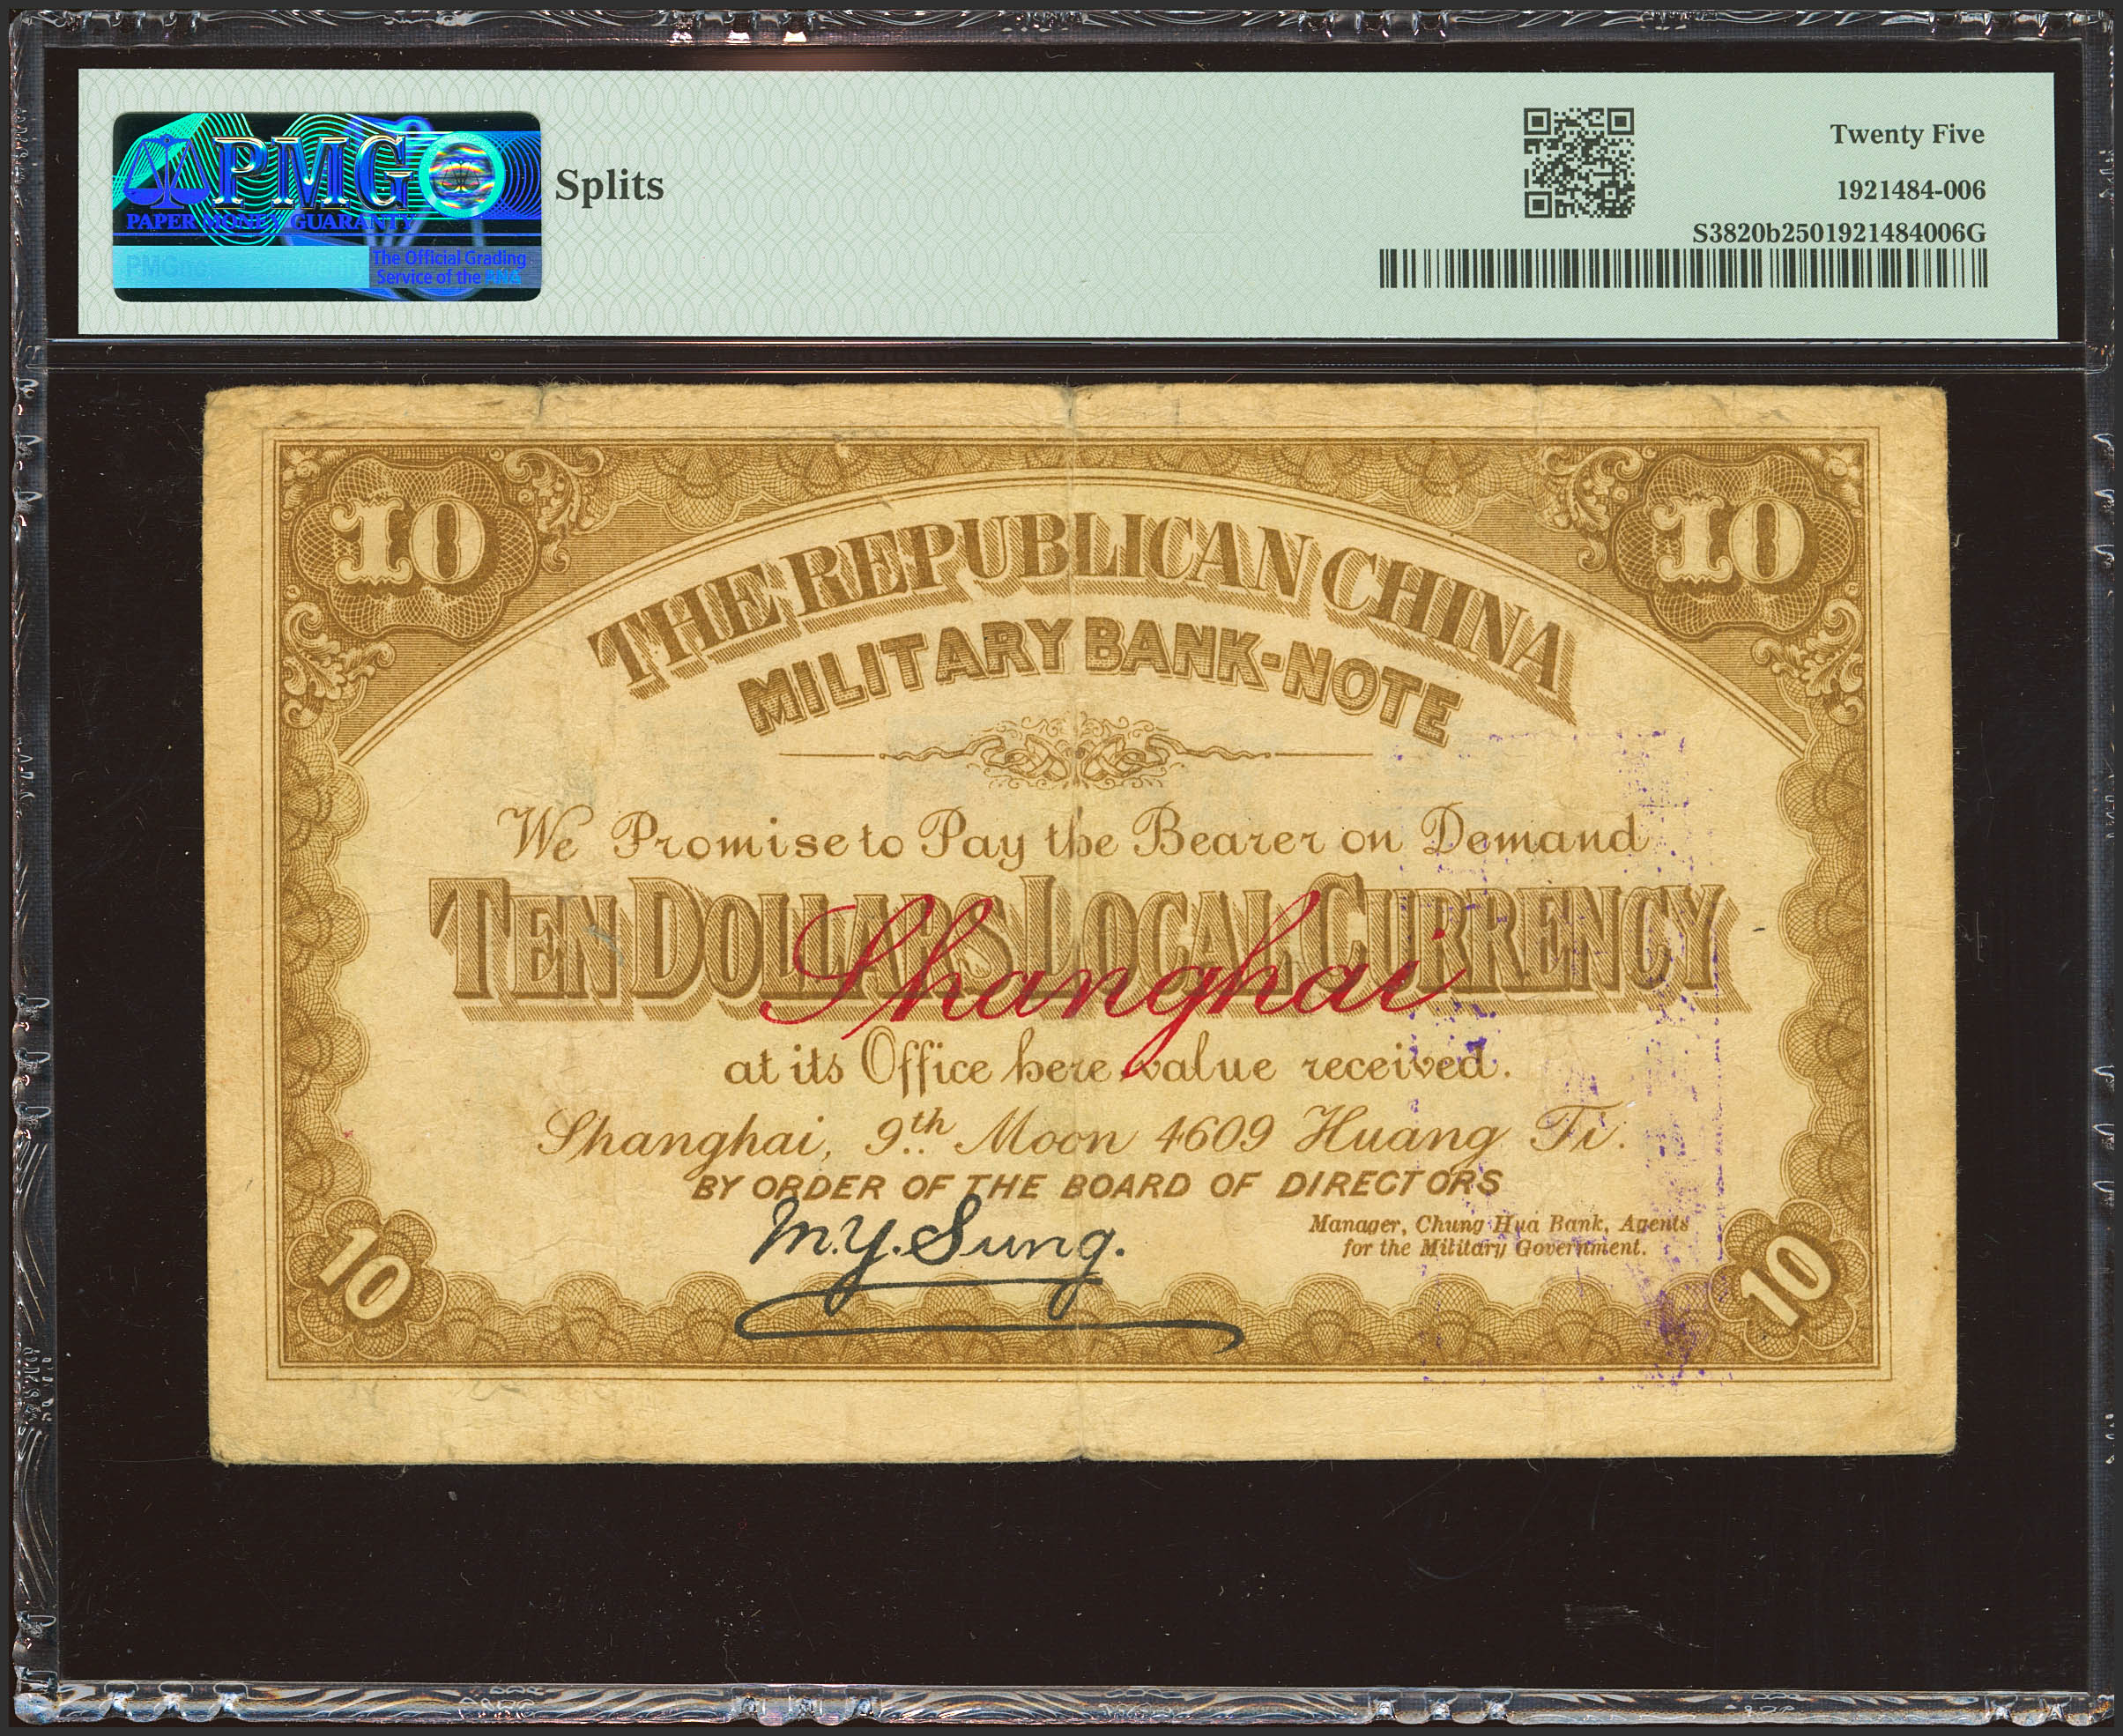 PMG
PAPER MONEY GUARANTY
The Official Grading
Service of the PNG
Splits
Twenty Five
1921484-006
S3820b2501921484006G
10
10
THE REPUBLICAN CHINA
MILITARY BANK-NOTE
We Promise to Pay the Bearer on Demand
TEN DOLLARS LOCAL CURRENCY
Shanghai
at its Office here value received.
Shanghai, 9th Moon 4609 Huang Ti.
BY ORDER OF THE BOARD OF DIRECTORS
M.Y. Sung.
Manager, Chung Hua Bank, Agents
for the Military Government.
10
10